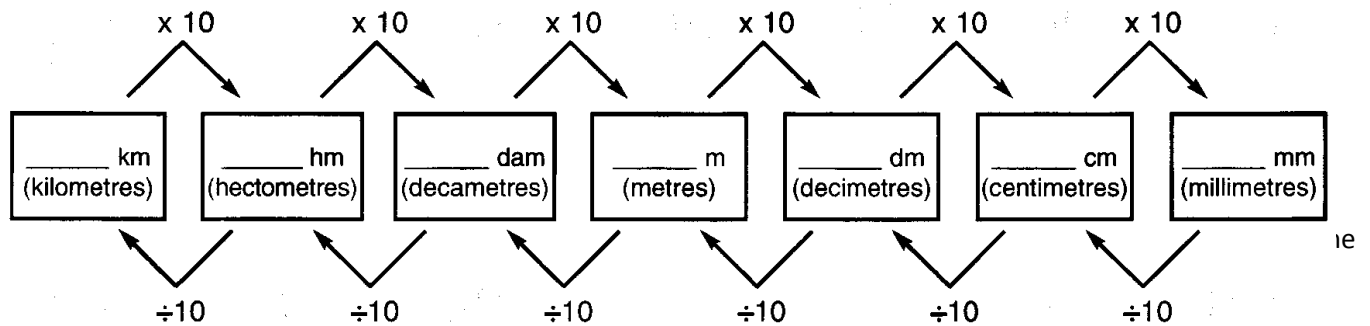 x 10 x 10 x 10 x 10 x 10 x 10
______ km ______ hm ______ dam ______ m ______ dm ______ cm ______ mm
(kilometres) (hectometres) (decametres) (metres) (decimetres) (centimetres) (millimetres)
÷10 ÷10 ÷10 ÷10 ÷10 ÷10